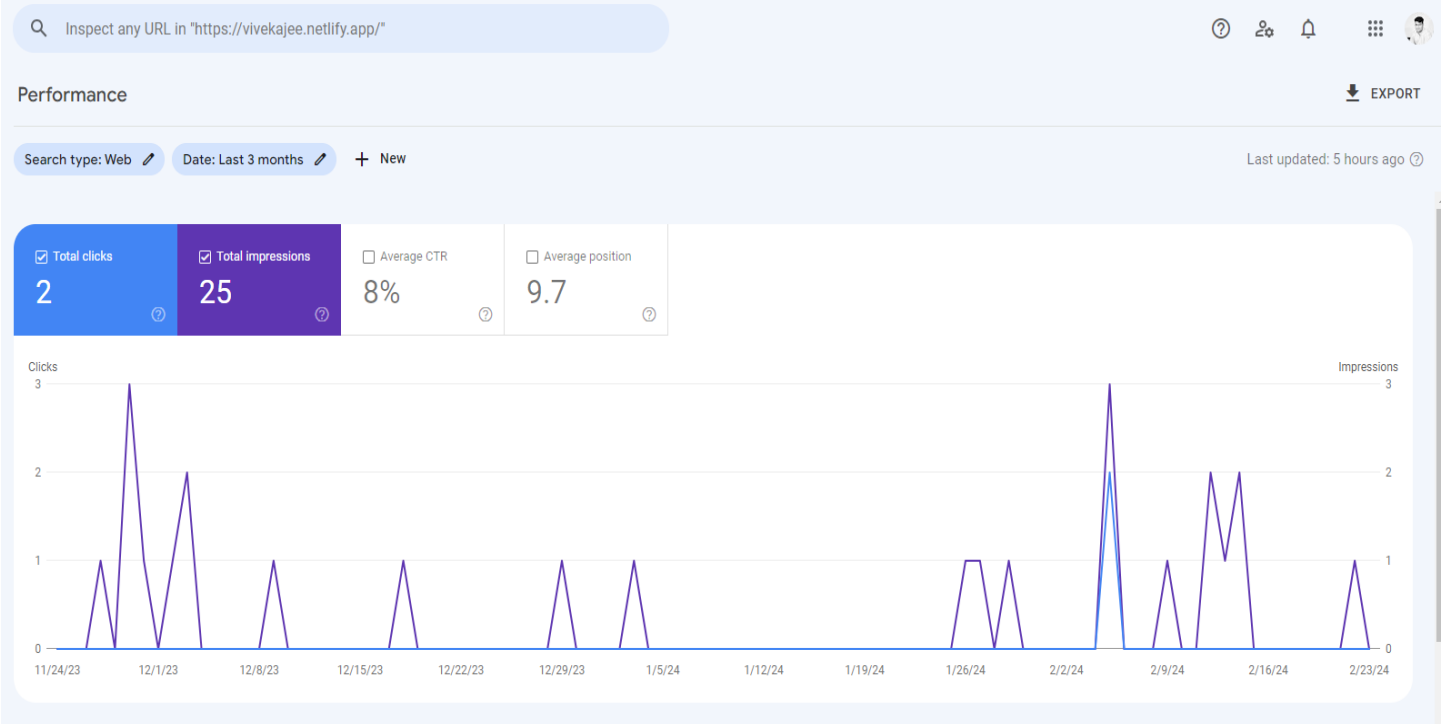 Inspect any URL in "https://vivekajee.netlify.app/"
Performance
EXPORT
Search type: Web
Date: Last 3 months
+ New
Last updated: 5 hours ago
Total clicks
2
Total impressions
25
Average CTR
8%
Average position
9.7
Clicks
Impressions
3
3
2
2
1
1
0
0
11/24/23 12/1/23 12/8/23 12/15/23 12/22/23 12/29/23 1/5/24 1/12/24 1/19/24 1/26/24 2/2/24 2/9/24 2/16/24 2/23/24